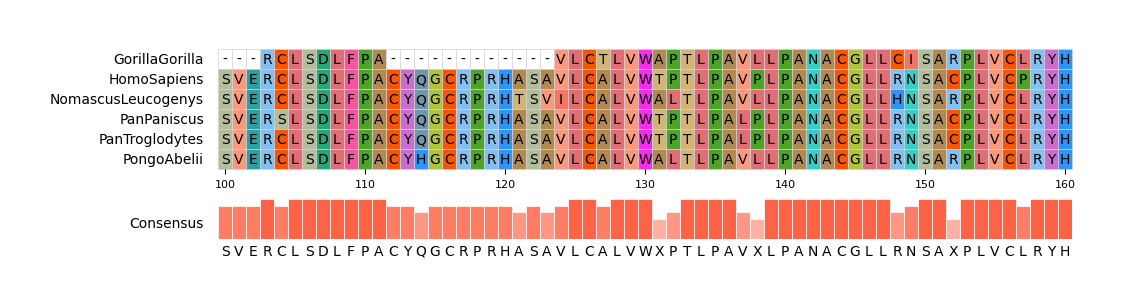 GorillaGorilla - - - R C L S D L F P A - - - - - - - - - - - - V L C T L V W A P T L P A V L L P A N A C G L L C I S A R P L V C L R Y H
HomoSapiens S V E R C L S D L F P A C Y Q G C R P R H A S A V L C A L V W T P T L P A V P L P A N A C G L L R N S A C P L V C P R Y H
NomascusLeucogenys S V E R C L S D L F P A C Y Q G C R P R H T S V I L C A L V W A L T L P A V L L P A N A C G L L H N S A R P L V C L R Y H
PanPaniscus S V E R S L S D L F P A C Y Q G C R P R H A S A V L C A L V W T P T L P A L P L P A N A C G L L R N S A C P L V C L R Y H
PanTroglodytes S V E R C L S D L F P A C Y Q G C R P R H A S A V L C A L V W T P T L P A L P L P A N A C G L L R N S A C P L V C L R Y H
PongoAbelii S V E R C L S D L F P A C Y H G C R P R H A S A V L C A L V W A L T L P A V L L P A N A C G L L R N S A R P L V C L R Y H
100 110 120 130 140 150 160
Consensus
S V E R C L S D L F P A C Y Q G C R P R H A S A V L C A L V W X P T L P A V X L P A N A C G L L R N S A X P L V C L R Y H